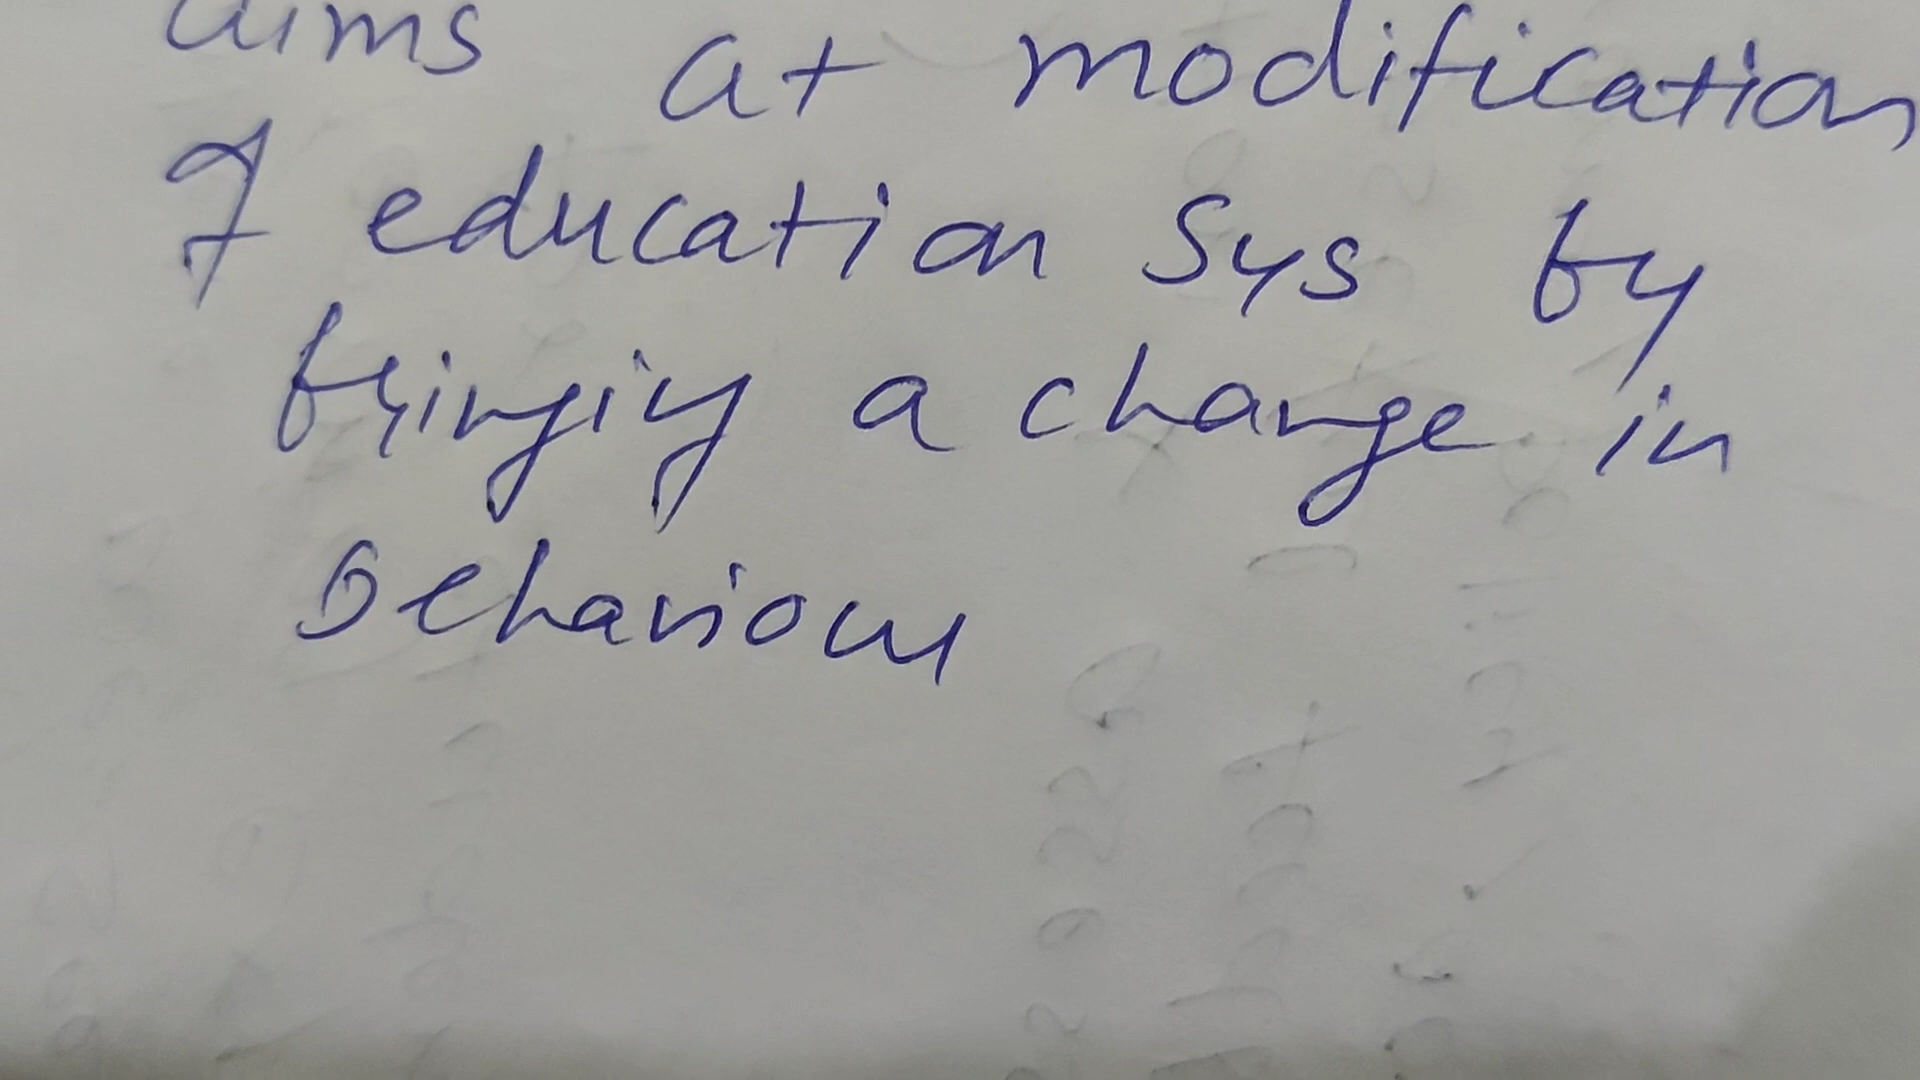 aims at modification
of education sys by
bringing a change in
Behaviour